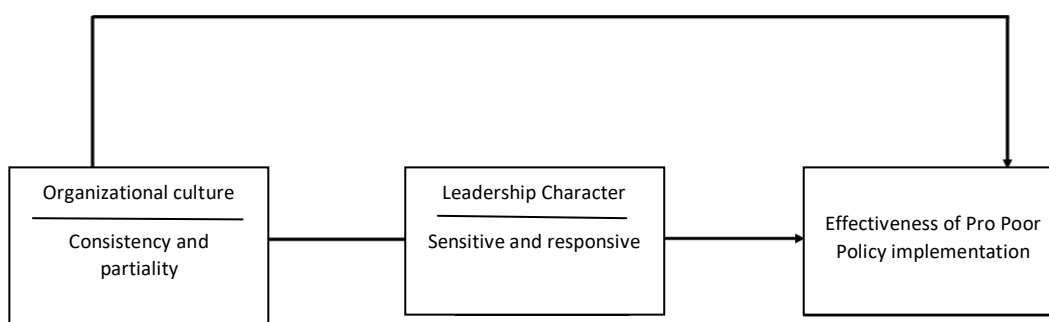 Organizational culture
Consistency and
partiality
Leadership Character
Sensitive and responsive
Effectiveness of Pro Poor
Policy implementation